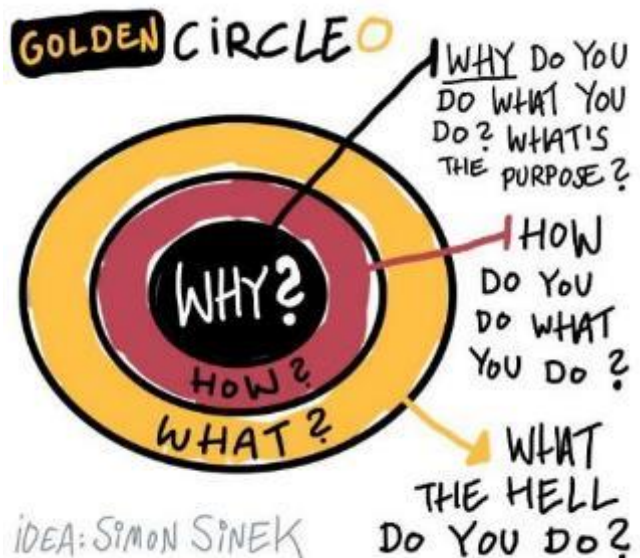 GOLDEN CiRCLE
WHY DO YOU
DO WHAT YOU
DO? WHAT'S
THE PURPOSE?
WHY?
HOW?
WHAT?
HOW
DO YOU
DO WHAT
YOU DO?
WHAT
THE HELL
DO YOU DO?
iDEA: SiMON SiNEK